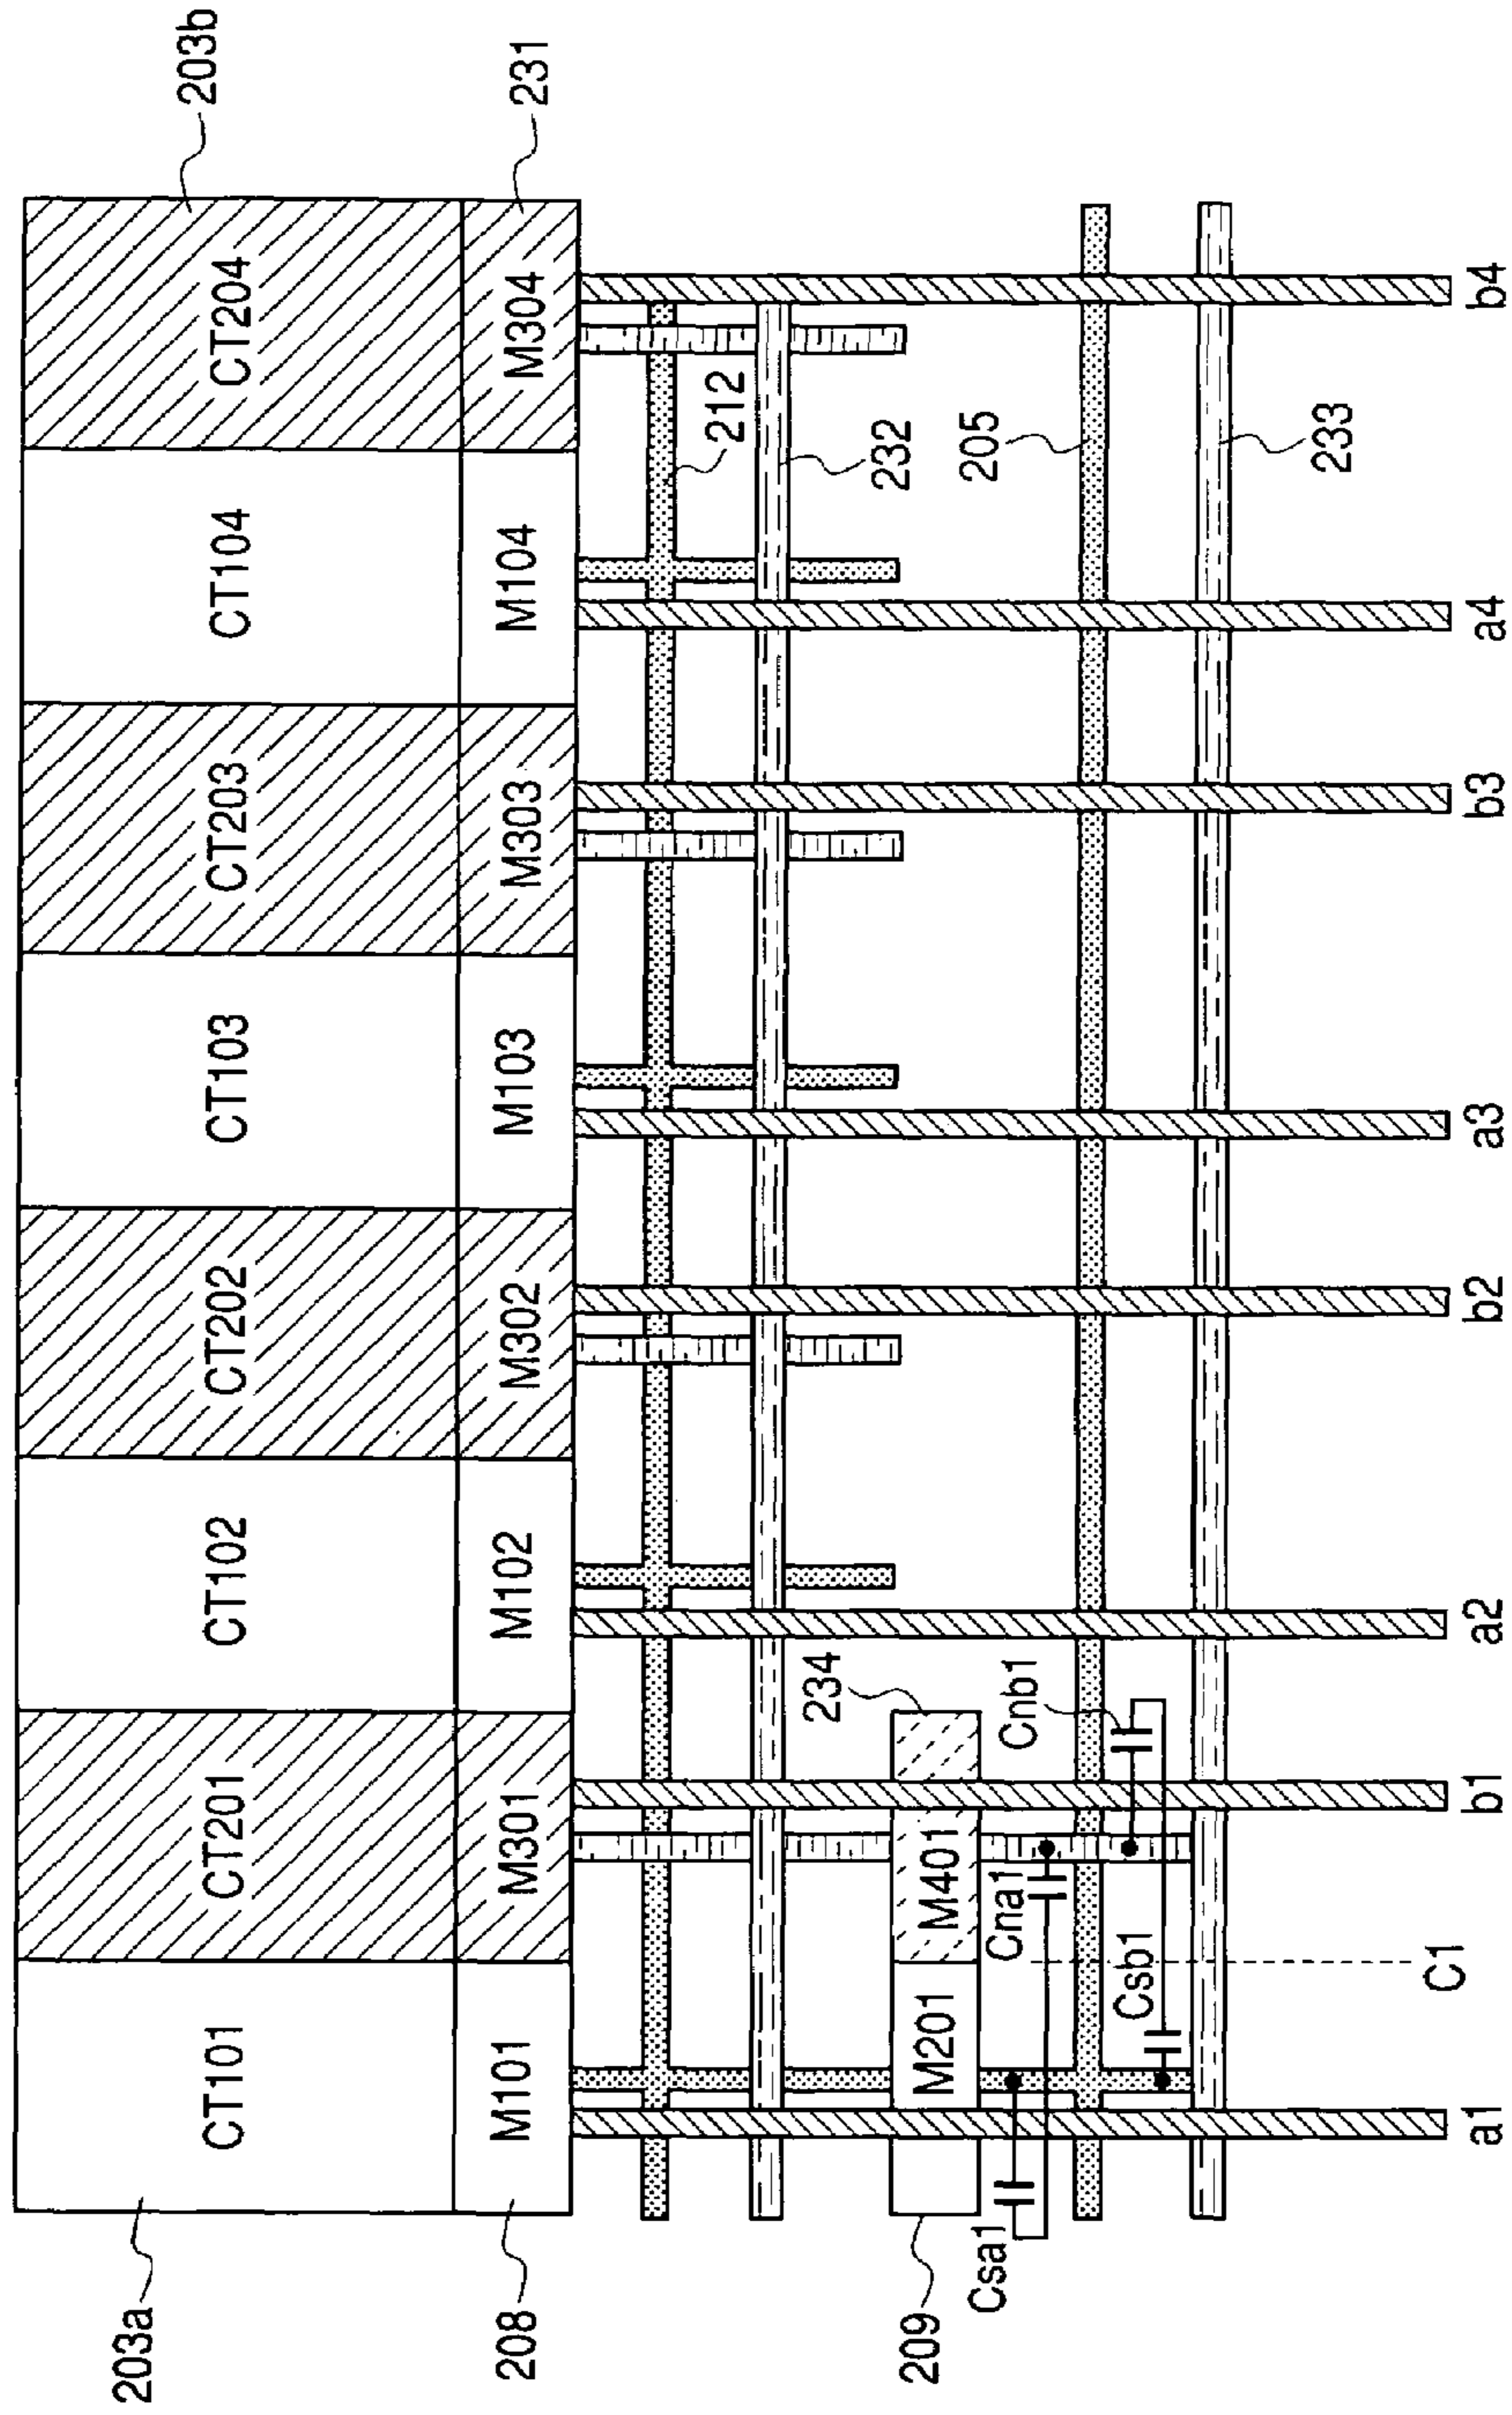 203a
CT101
CT201
CT102
CT202
CT103
CT203
CT104
CT204
203b
208
M101
M301
M102
M302
M103
M303
M104
M304
231
212
232
209
M201
M401
234
Csa1
Cna1
Cnb1
205
Csb1
233
C1
a1
b1
a2
b2
a3
b3
a4
b4